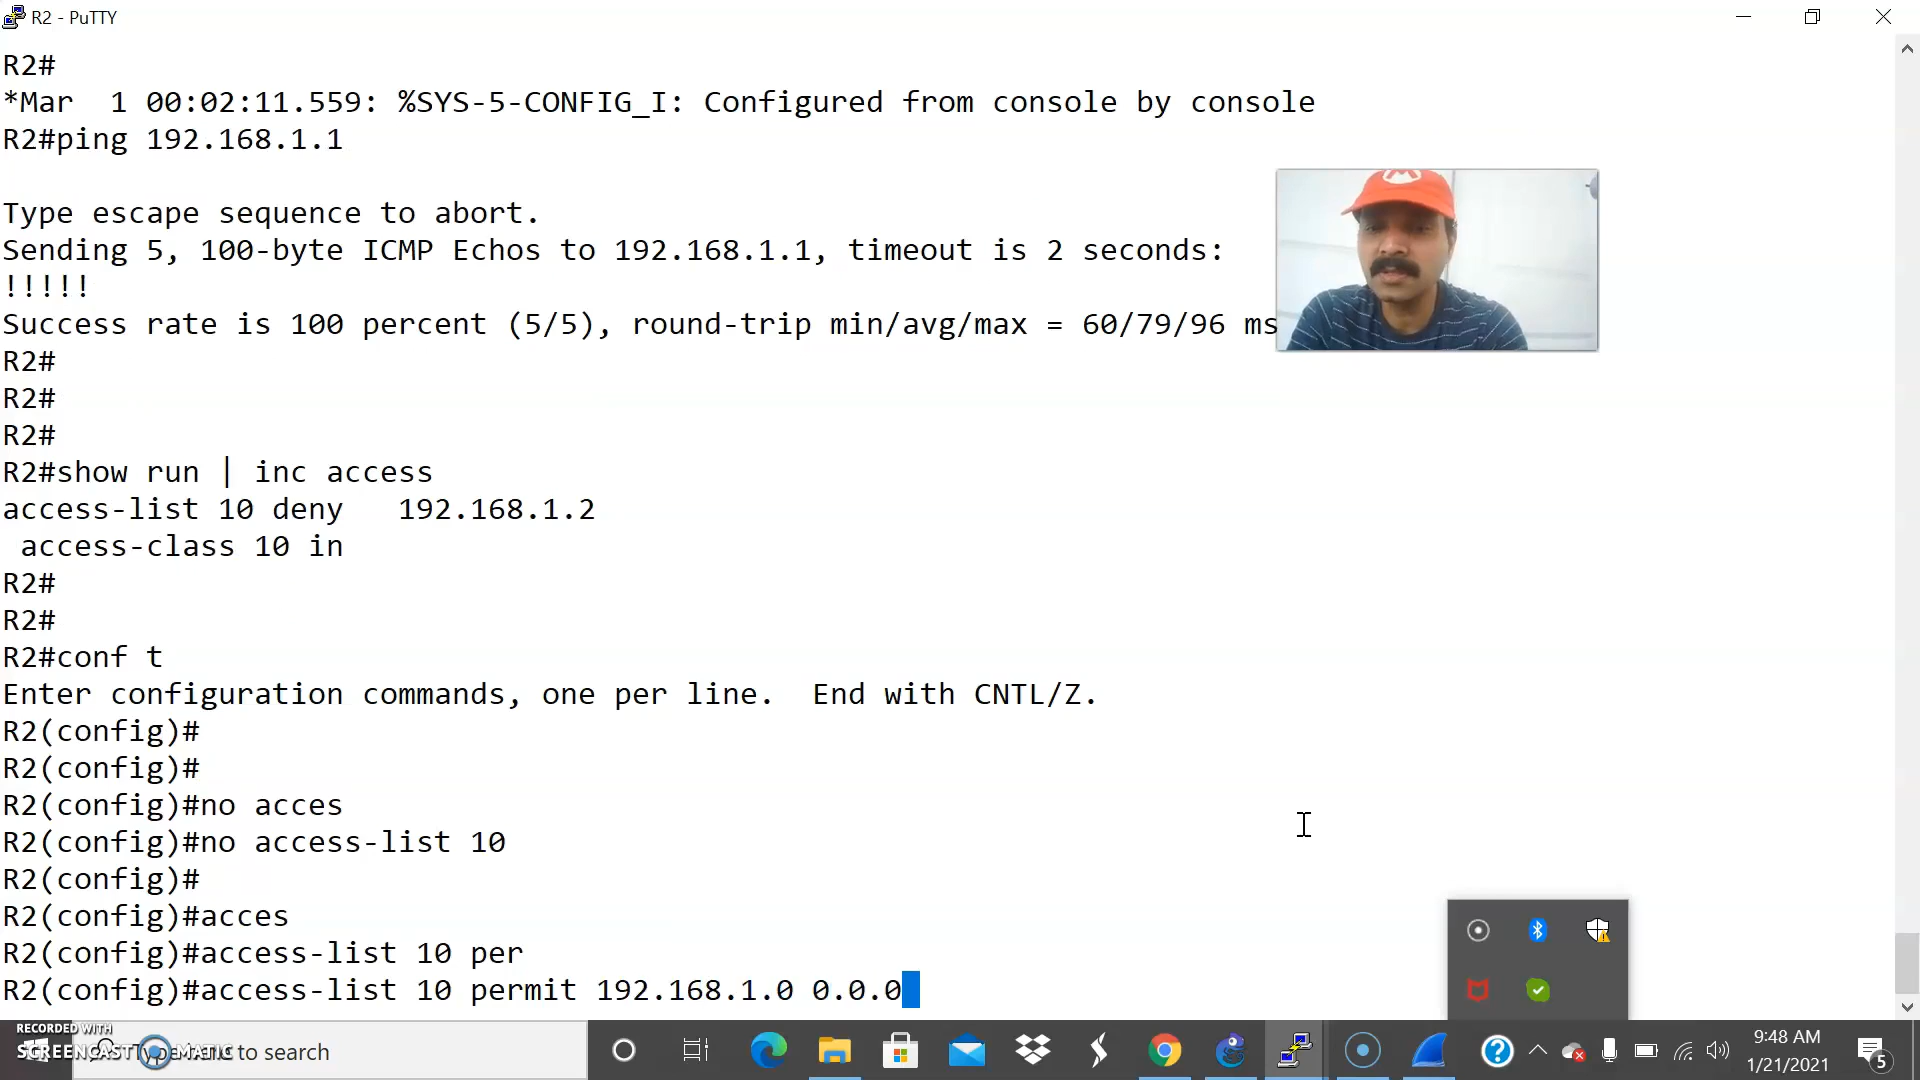 R2 - PuTTY
R2#
*Mar  1 00:02:11.559: %SYS-5-CONFIG_I: Configured from console by console
R2#ping 192.168.1.1
Type escape sequence to abort.
Sending 5, 100-byte ICMP Echos to 192.168.1.1, timeout is 2 seconds:
!!!!!
Success rate is 100 percent (5/5), round-trip min/avg/max = 60/79/96 ms
R2#
R2#
R2#
R2#show run | inc access
access-list 10 deny   192.168.1.2
 access-class 10 in
R2#
R2#
R2#conf t
Enter configuration commands, one per line.  End with CNTL/Z.
R2(config)#
R2(config)#
R2(config)#no acces
R2(config)#no access-list 10
R2(config)#
R2(config)#acces
R2(config)#access-list 10 per
R2(config)#access-list 10 permit 192.168.1.0 0.0.0
RECORDED WITH
SCREENCAST MATIC
to search
9:48 AM
1/21/2021
5